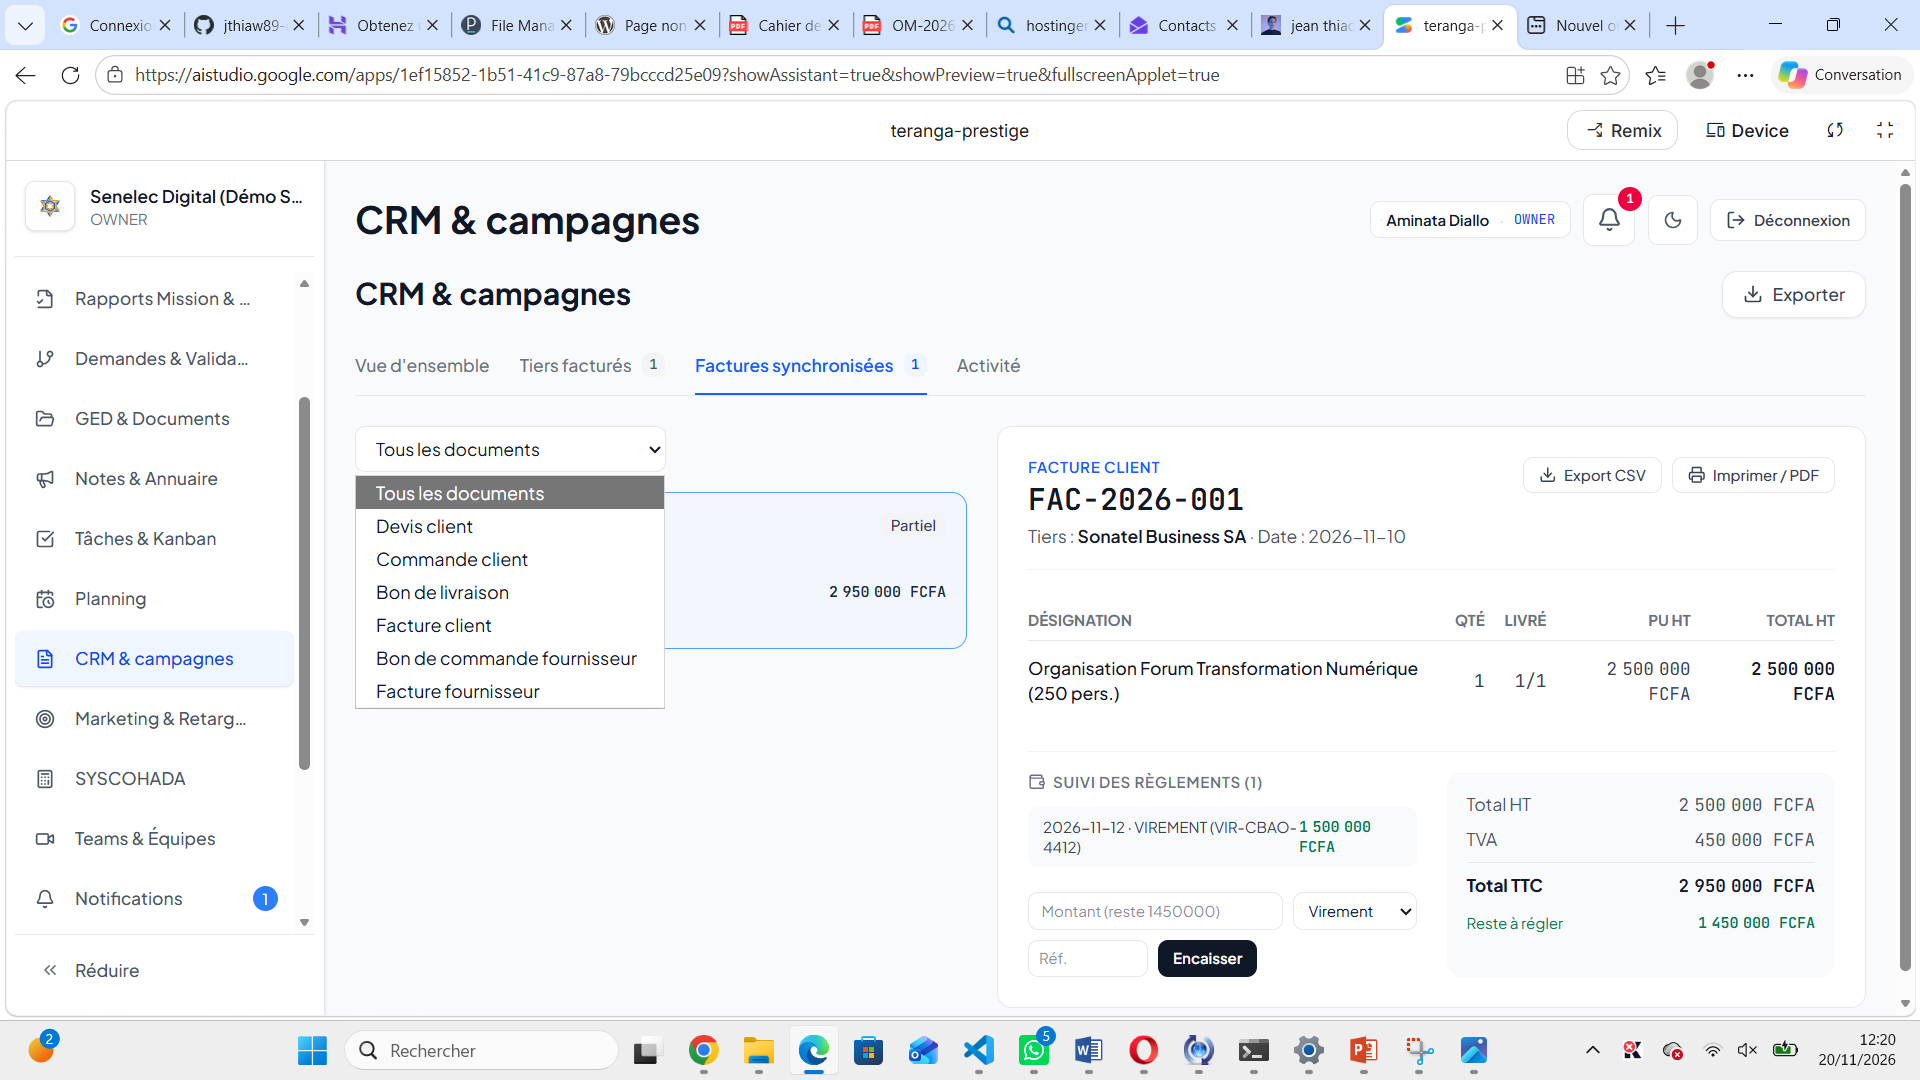 Connexio
jthiaw89-
Obtenez u
File Mana
Page non
Cahier de
OM-2026
hostinger
Contacts
jean thiac
teranga-p
Nouvel o
https://aistudio.google.com/apps/1ef15852-1b51-41c9-87a8-79bcccd25e09?showAssistant=true&showPreview=true&fullscreenApplet=true
Conversation
teranga-prestige
Remix
Device
Senelec Digital (Démo S...
OWNER
Rapports Mission & ...
Demandes & Valida...
GED & Documents
Notes & Annuaire
Tâches & Kanban
Planning
CRM & campagnes
Marketing & Retarg...
SYSCOHADA
Teams & Équipes
Notifications 1
Réduire
CRM & campagnes
Aminata Diallo · OWNER
1
Déconnexion
CRM & campagnes
Exporter
Vue d'ensemble
Tiers facturés 1
Factures synchronisées 1
Activité
Tous les documents
Tous les documents
Devis client
Commande client
Bon de livraison
Facture client
Bon de commande fournisseur
Facture fournisseur
Partiel
2 950 000 FCFA
FACTURE CLIENT
FAC-2026-001
Tiers : Sonatel Business SA · Date : 2026-11-10
Export CSV
Imprimer / PDF
DÉSIGNATION QTÉ LIVRÉ PU HT TOTAL HT
Organisation Forum Transformation Numérique
(250 pers.)
1 1/1
2 500 000
FCFA
2 500 000
FCFA
SUIVI DES RÈGLEMENTS (1)
2026-11-12 · VIREMENT (VIR-CBAO-
4412)
1 500 000
FCFA
Montant (reste 1450000)
Virement
Réf.
Encaisser
Total HT 2 500 000 FCFA
TVA 450 000 FCFA
Total TTC 2 950 000 FCFA
Reste à régler 1 450 000 FCFA
2
Rechercher
5
12:20
20/11/2026